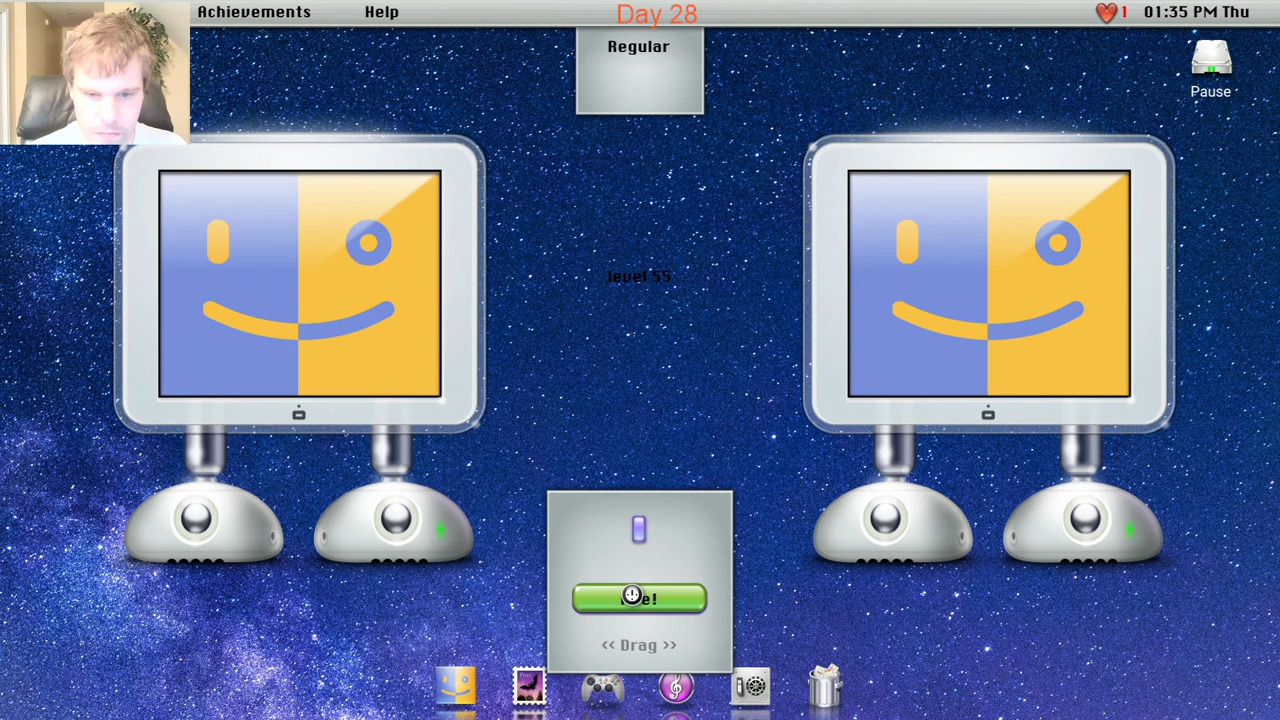 Achievements Help Day 28 1 01:35 PM Thu
Regular
Pause
level 55
<< Drag >>